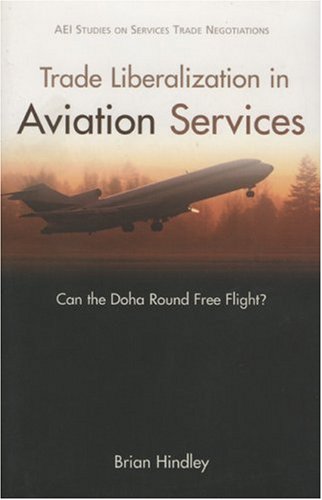 AEI STUDIES ON SERVICES TRADE NEGOTIATIONS
Trade Liberalization in
Aviation Services
Can the Doha Round Free Flight?
Brian Hindley